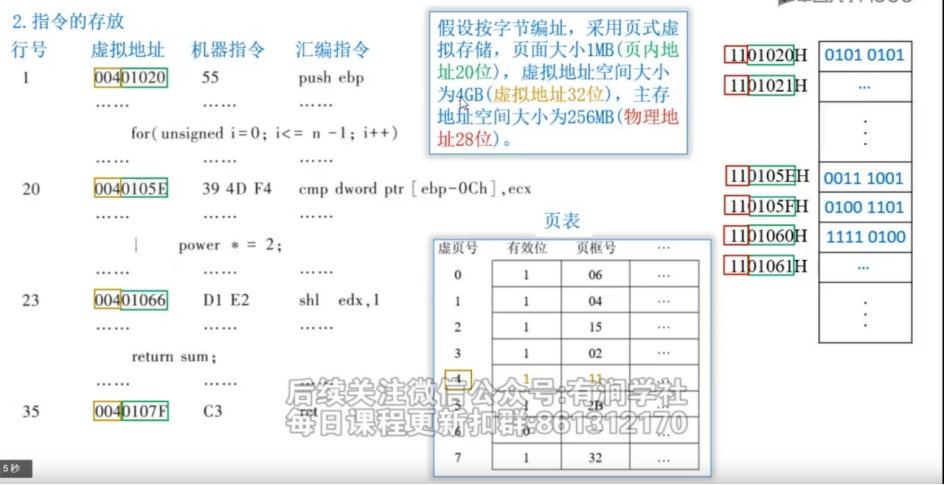 2.指令的存放
行号 虚拟地址 机器指令 汇编指令
1 00401020 55 push ebp
…… …… ……
for(unsigned i=0; i<= n -1; i++)
…… …… ……
20 0040105E 39 4D F4 cmp dword ptr [ebp-0Ch],ecx
…… …… ……
power * = 2;
…… …… ……
23 00401066 D1 E2 shl edx,1
…… …… ……
return sum;
…… …… ……
35 0040107F C3 ret
假设按字节编址，采用页式虚
拟存储，页面大小1MB(页内地
址20位)，虚拟地址空间大小
为4GB(虚拟地址32位)，主存
地址空间大小为256MB(物理地
址28位)。
页表
虚页号 有效位 页框号 …
0 1 06 …
1 1 04 …
2 1 15 …
3 1 02 …
4 1 11 …
5 1 2B …
6 0 …
7 1 32 …
1101020H 0101 0101
1101021H …
110105EH 0011 1001
110105FH 0100 1101
1101060H 1111 0100
1101061H …
后续关注微信公众号:有润学社
每日课程更新扣群:861312170
5 秒